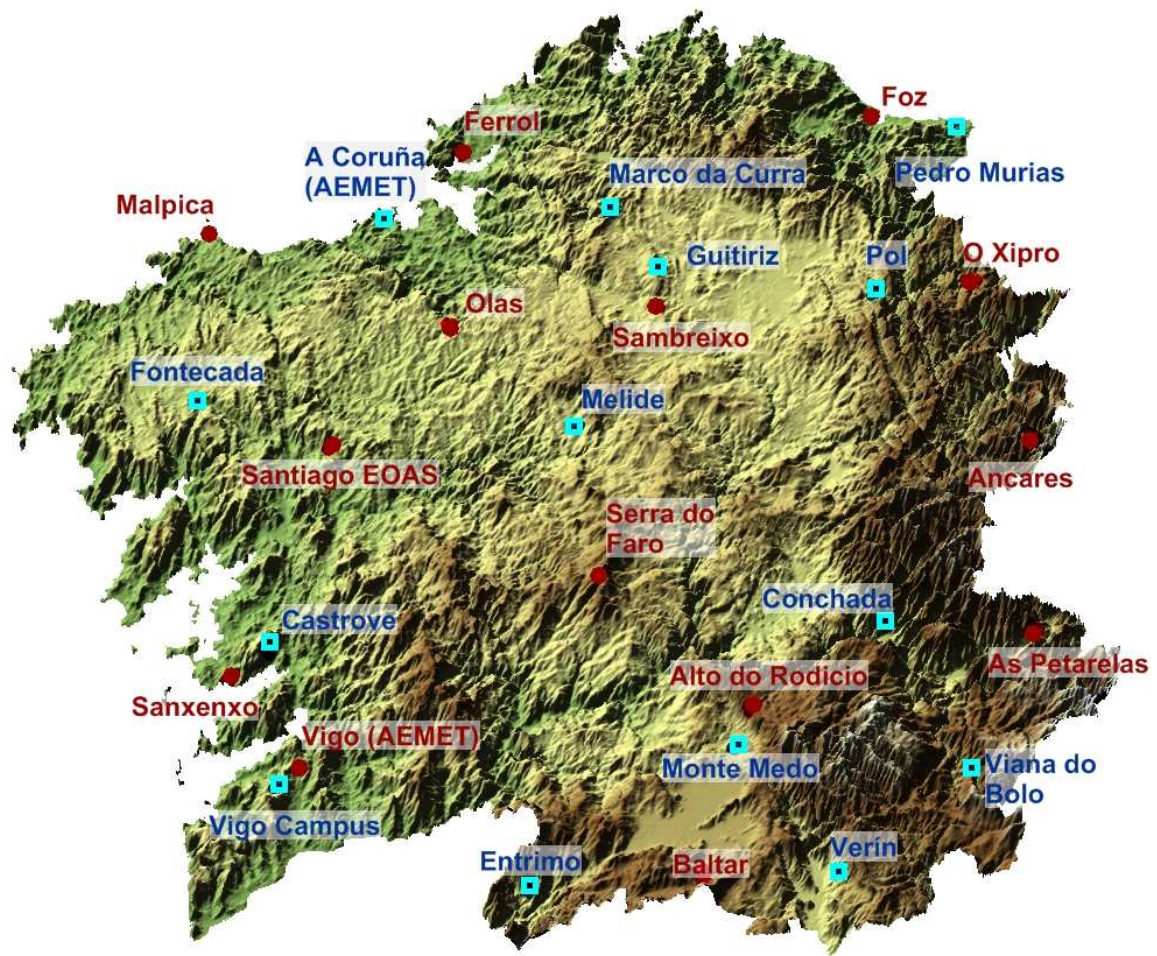 Foz
Ferrol
A Coruña
(AEMET)
Marco da Curra
Pedro Murias
Malpica
Guitiriz
Pol
O Xipro
Olas
Sambreixo
Fontecada
Melide
Santiago EOAS
Ancares
Serra do
Faro
Conchada
Castrove
As Petarelas
Alto do Rodicio
Sanxenxo
Vigo (AEMET)
Monte Medo
Viana do
Bolo
Vigo Campus
Entrimo
Baltar
Verín